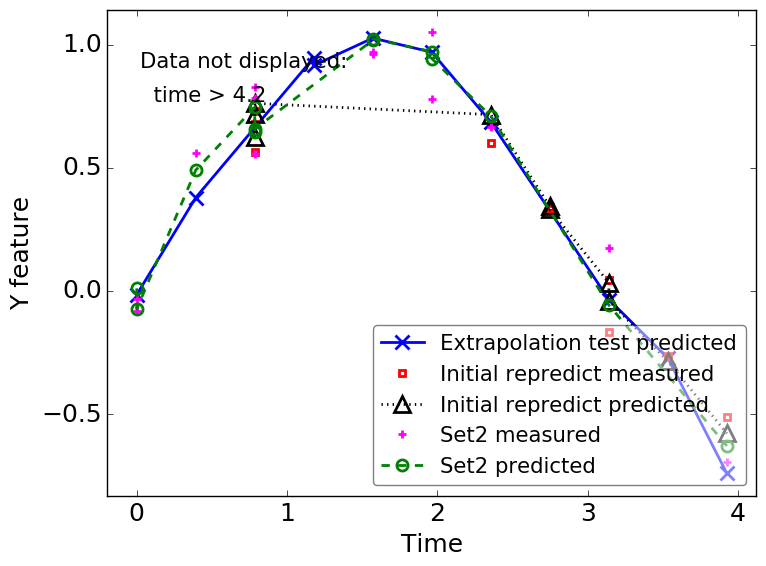 1.0
0.5
0.0
−0.5
Y feature
Data not displayed:
time > 4.2
Extrapolation test predicted
Initial repredict measured
Initial repredict predicted
Set2 measured
Set2 predicted
0 1 2 3 4
Time